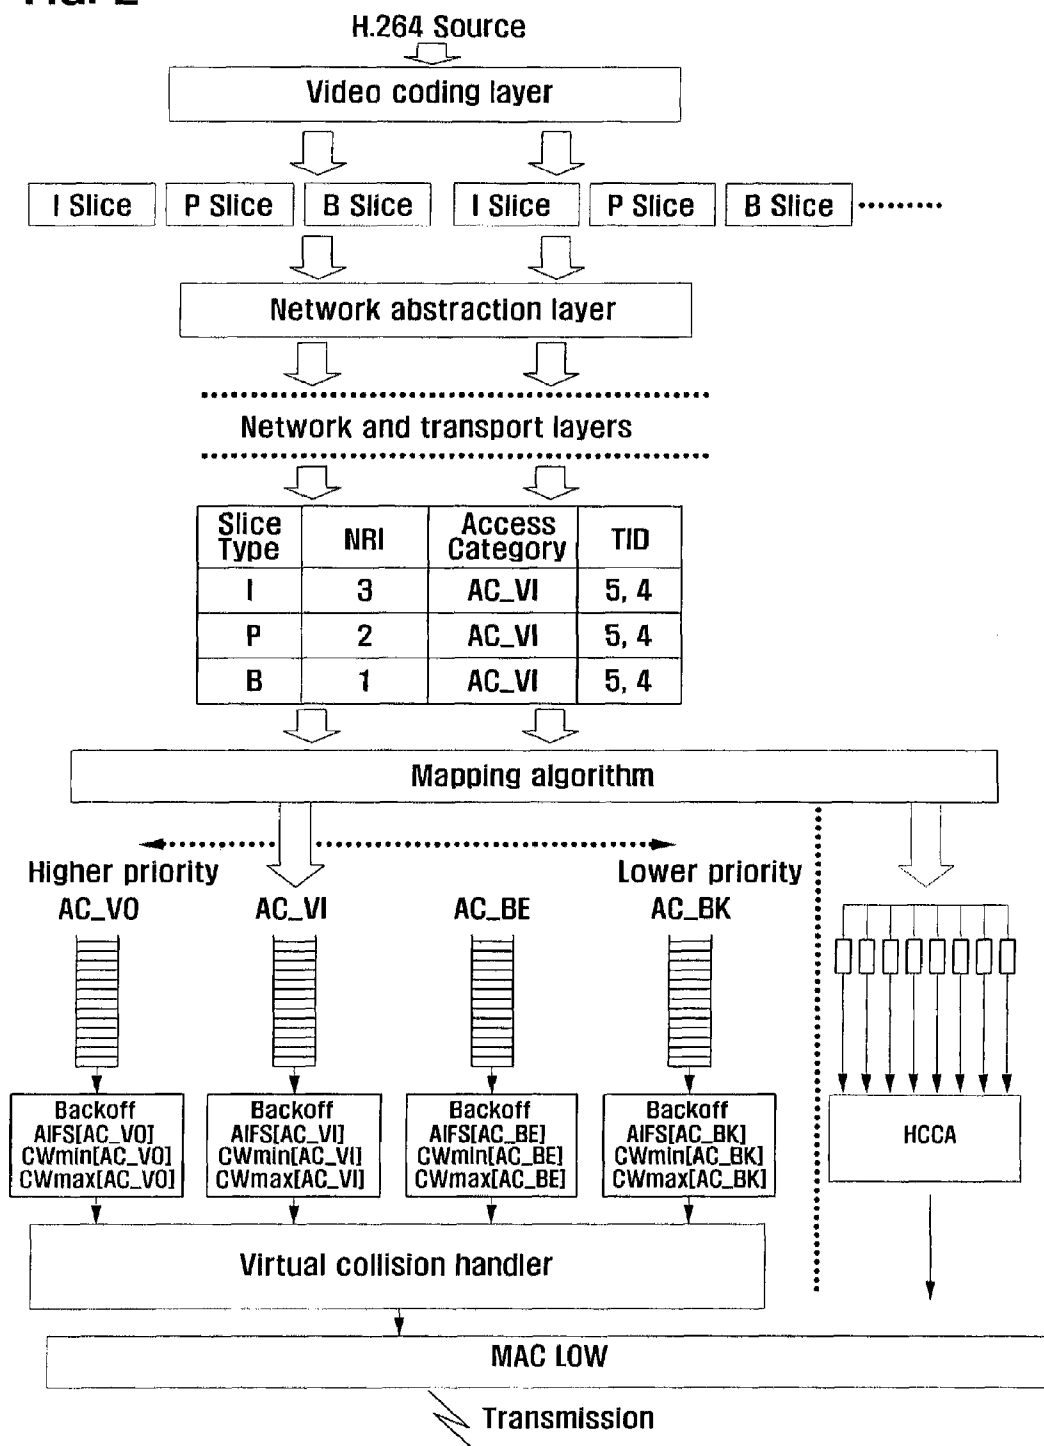 H.264 Source
Video coding layer
I Slice P Slice B Slice I Slice P Slice B Slice
Network abstraction layer
Network and transport layers
Slice Type NRI Access Category TID
I 3 AC_VI 5, 4
P 2 AC_VI 5, 4
B 1 AC_VI 5, 4
Mapping algorithm
Higher priority Lower priority
AC_VO AC_VI AC_BE AC_BK
Backoff Backoff Backoff Backoff
AIFS[AC_VO] AIFS[AC_VI] AIFS[AC_BE] AIFS[AC_BK] HCCA
CWmin[AC_VO] CWmin[AC_VI] CWmin[AC_BE] CWmin[AC_BK]
CWmax[AC_VO] CWmax[AC_VI] CWmax[AC_BE] CWmax[AC_BK]
Virtual collision handler
MAC LOW
Transmission